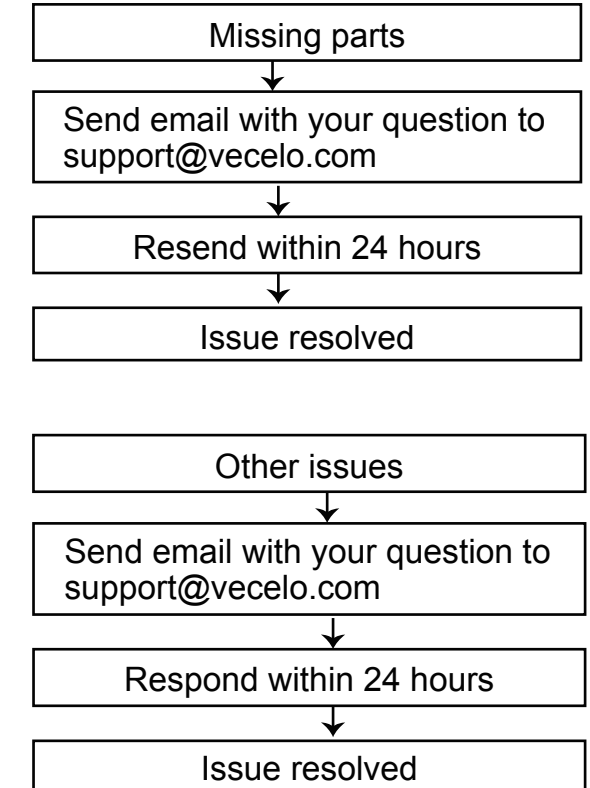 Missing parts
Send email with your question to
support@vecelo.com
Resend within 24 hours
Issue resolved
Other issues
Send email with your question to
support@vecelo.com
Respond within 24 hours
Issue resolved